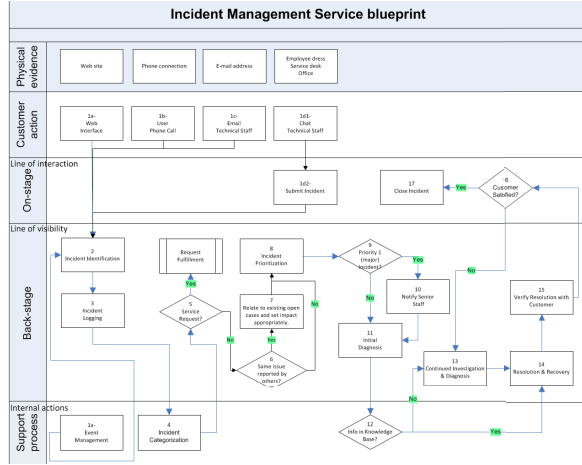 Incident Management Service blueprint
Physical
evidence
Web site
Phone connection
E-mail address
Employee dress
Service desk
Office
Customer
action
1a-
Web
Interface
1b-
User
Phone Call
1c-
Email
Technical Staff
1d1-
Chat
Technical Staff
Line of interaction
On-stage
1d2-
Submit Incident
17
Close Incident
Yes
6
Cusromer
Satisfied?
Line of visibility
Back-stage
2
Incident Identification
Request
Fulfillment
8
Incident
Prioritization
9
Priority 1
(major)
Incident?
Yes
No
10
Notify Senior
Staff
15
Verify Resolution with
Customer
3
Incident
Logging
Yes
5
Service
Request?
No
7
Relate to existing open
cases and set impact
appropriately.
No
Yes
6
Same issue
reported by
others?
No
11
Initial
Diagnosis
13
Continued Investigation
& Diagnosis
14
Resolution & Recovery
No
Internal actions
Support
process
1a-
Event
Management
4
Incident
Categorization
12
Info in Knowledge
Base?
Yes